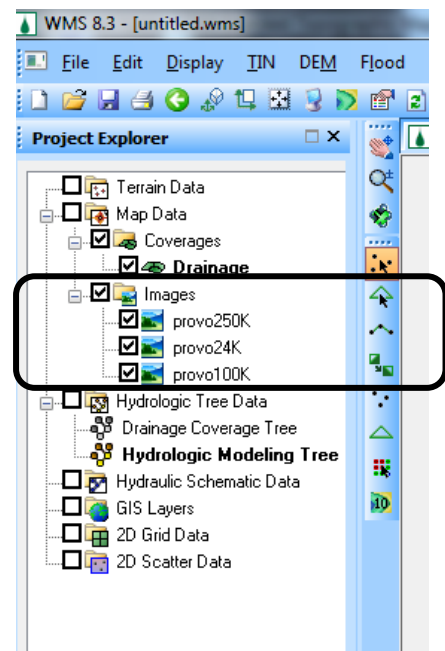 WMS 8.3 - [untitled.wms]
File Edit Display TIN DEM Flood
Project Explorer
Terrain Data
Map Data
Coverages
Drainage
Images
provo250K
provo24K
provo100K
Hydrologic Tree Data
Drainage Coverage Tree
Hydrologic Modeling Tree
Hydraulic Schematic Data
GIS Layers
2D Grid Data
2D Scatter Data
10